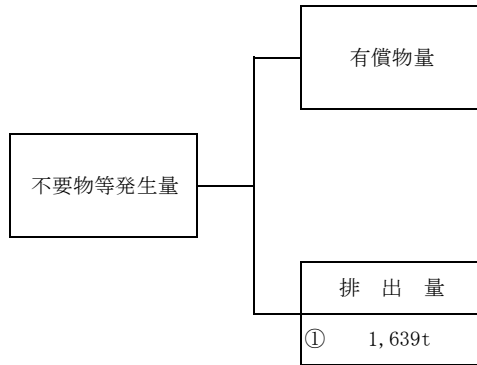 有償物量
不要物等発生量
排 出 量
① 1,639t